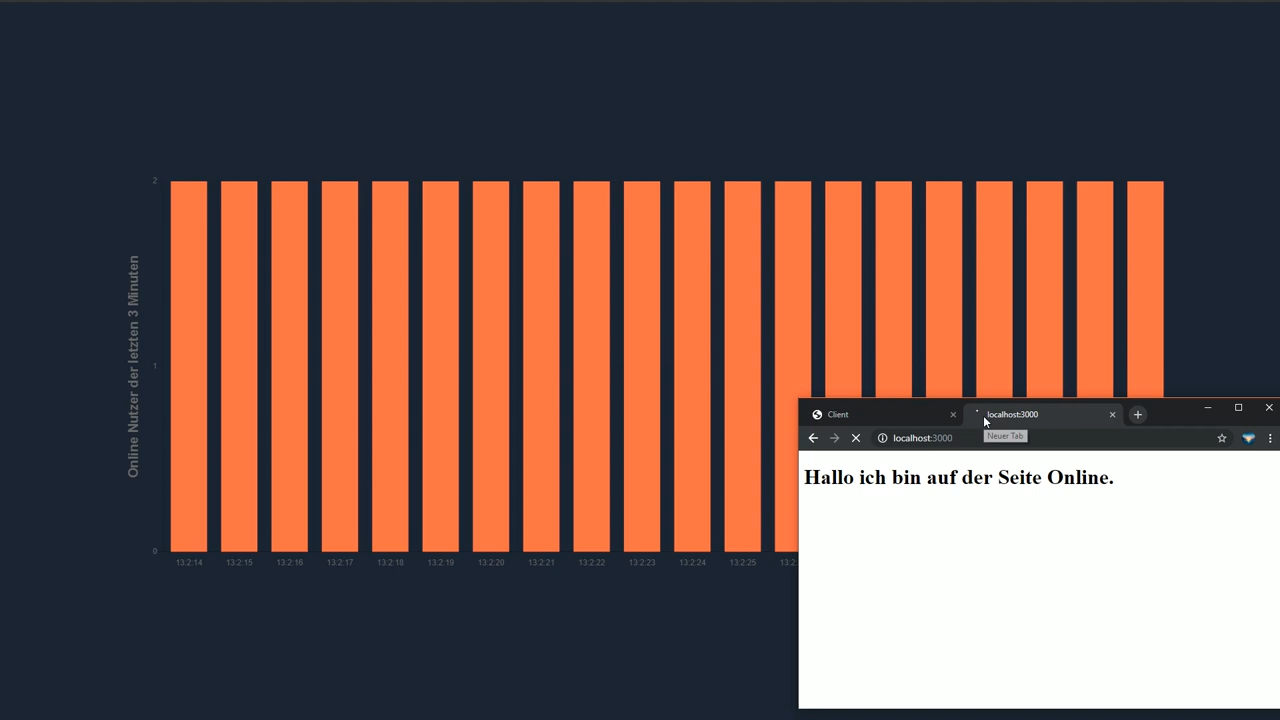 2
Online Nutzer der letzten 3 Minuten
1
0
13:2:14 13:2:15 13:2:16 13:2:17 13:2:18 13:2:19 13:2:20 13:2:21 13:2:22 13:2:23 13:2:24 13:2:25 13:2:
Client
localhost:3000
localhost:3000
Neuer Tab
Hallo ich bin auf der Seite Online.